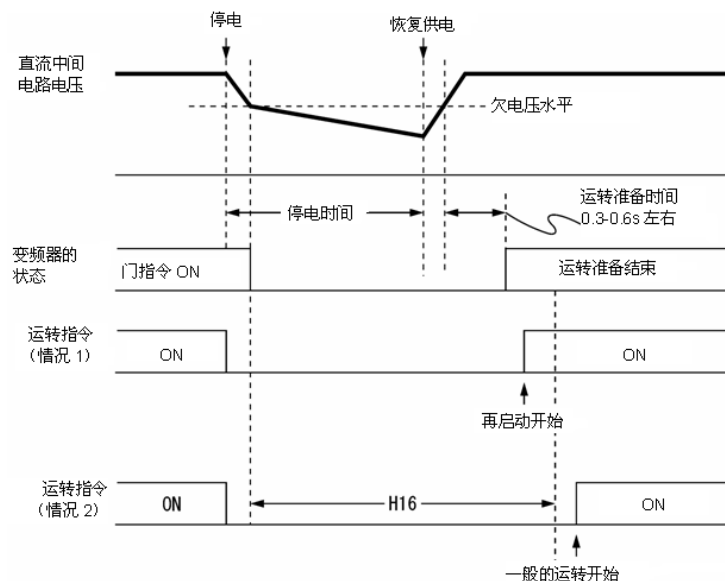 停电
恢复供电
直流中间
电路电压
欠电压水平
停电时间
运转准备时间
0.3-0.6s 左右
变频器的
状态
门指令 ON
运转准备结束
运转指令
（情况 1）
ON
ON
再启动开始
运转指令
（情况 2）
ON
H16
ON
一般的运转开始